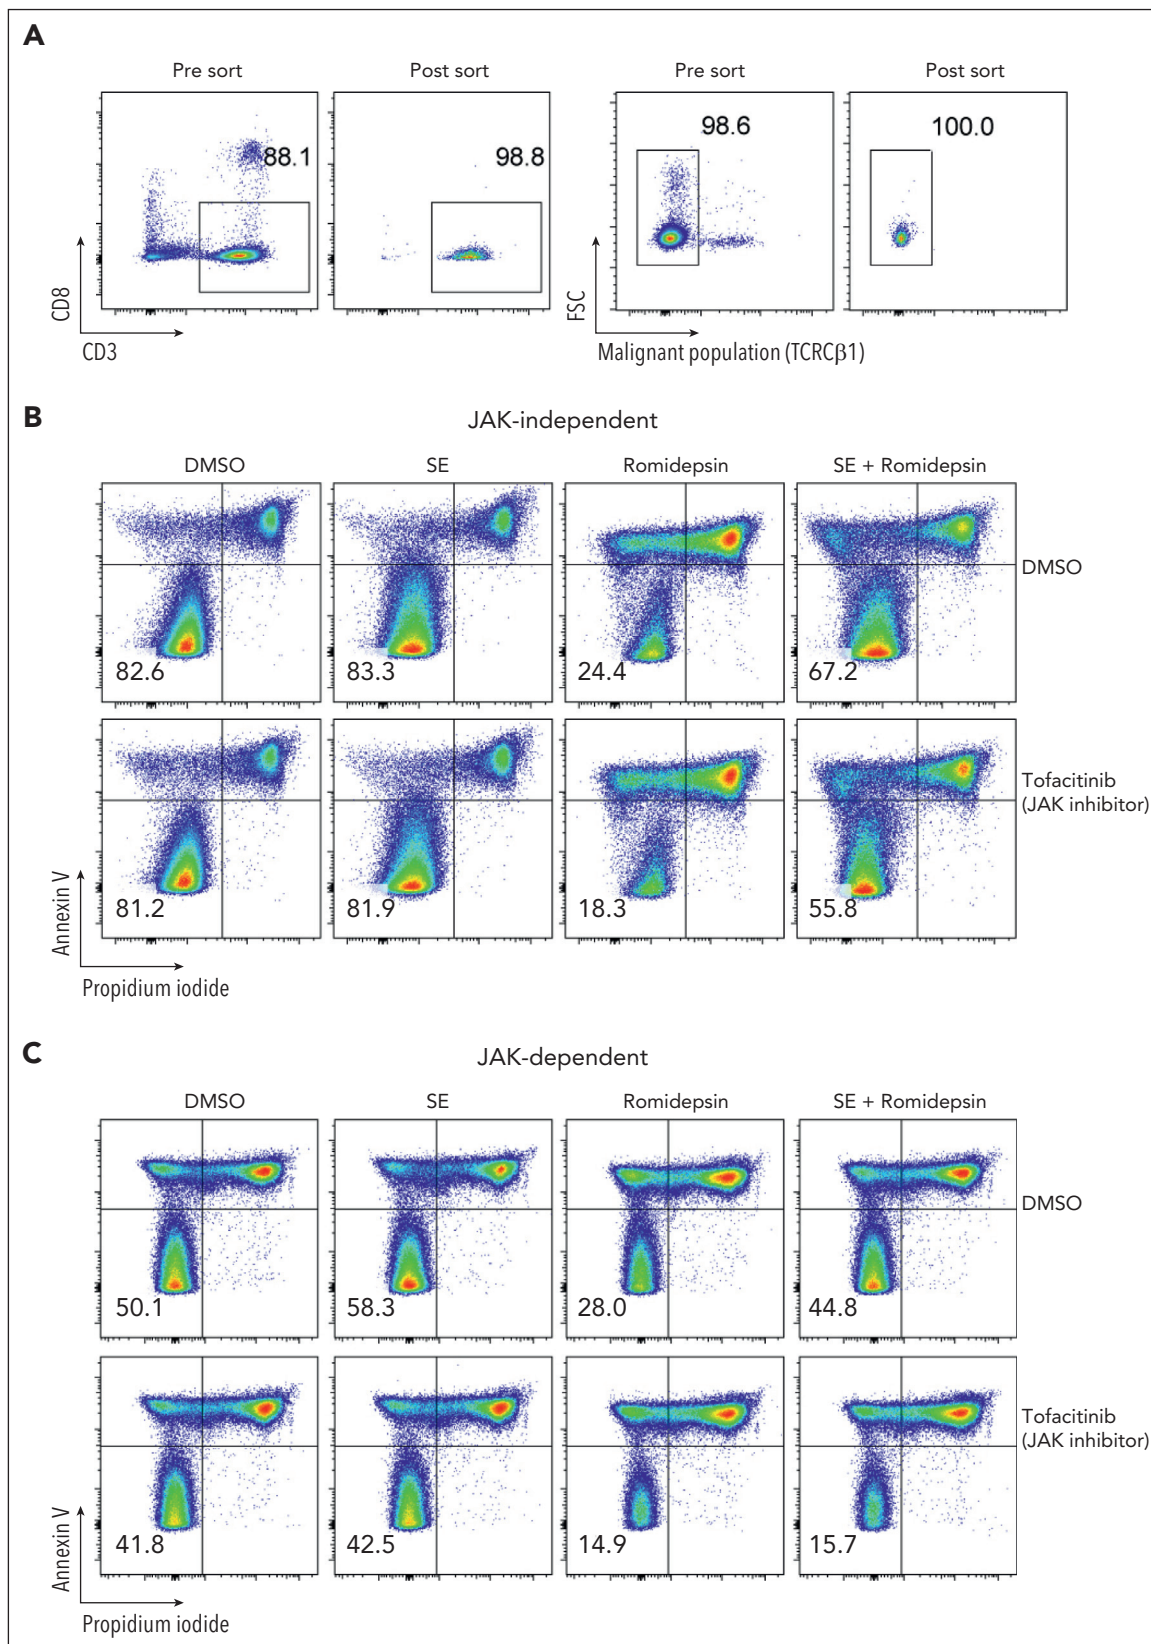 A
Pre sort
Post sort
Pre sort
Post sort
88.1
98.8
98.6
100.0
CD8
CD3
FSC
Malignant population (TCRCβ1)
B
JAK-independent
DMSO
SE
Romidepsin
SE + Romidepsin
82.6
83.3
24.4
67.2
DMSO
81.2
81.9
18.3
55.8
Tofacitinib
(JAK inhibitor)
Annexin V
Propidium iodide
C
JAK-dependent
DMSO
SE
Romidepsin
SE + Romidepsin
50.1
58.3
28.0
44.8
DMSO
41.8
42.5
14.9
15.7
Tofacitinib
(JAK inhibitor)
Annexin V
Propidium iodide